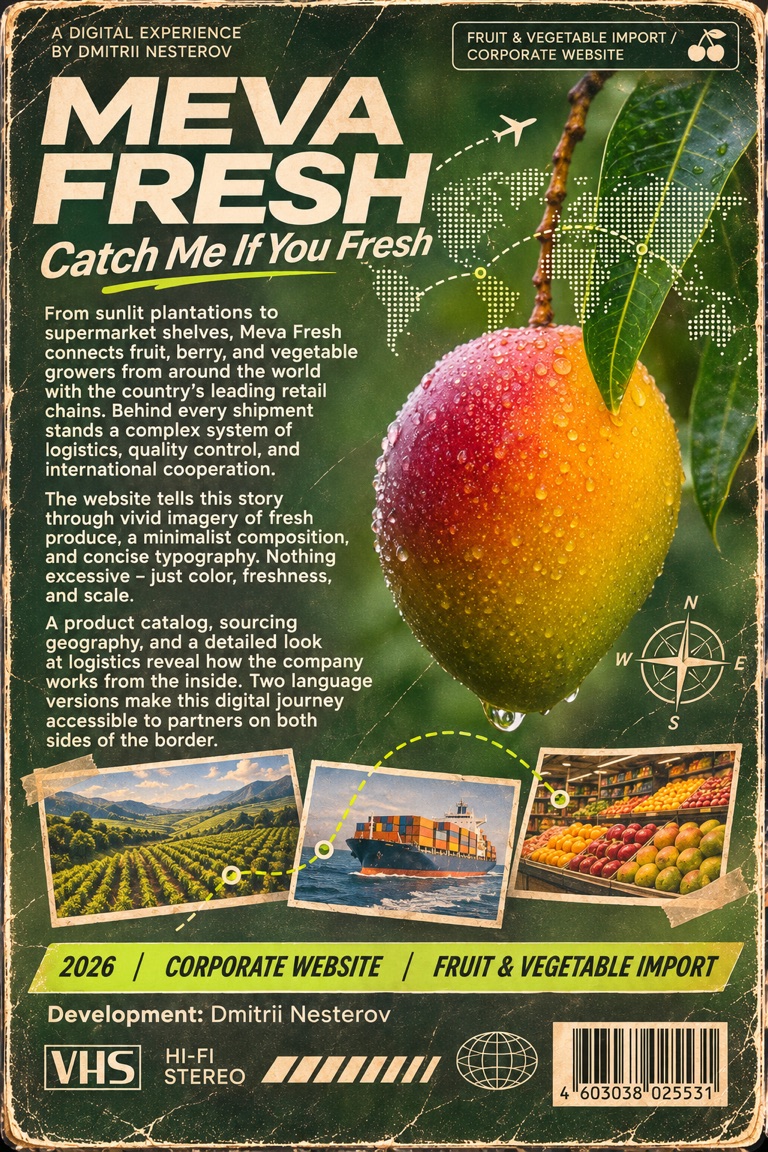 A DIGITAL EXPERIENCE
BY DMITRII NESTEROV
FRUIT & VEGETABLE IMPORT /
CORPORATE WEBSITE
MEVA
FRESH
Catch Me If You Fresh
From sunlit plantations to
supermarket shelves, Meva Fresh
connects fruit, berry, and vegetable
growers from around the world
with the country's leading retail
chains. Behind every shipment
stands a complex system of
logistics, quality control, and
international cooperation.
The website tells this story
through vivid imagery of fresh
produce, a minimalist composition,
and concise typography. Nothing
excessive – just color, freshness,
and scale.
A product catalog, sourcing
geography, and a detailed look
at logistics reveal how the company
works from the inside. Two language
versions make this digital journey
accessible to partners on both
sides of the border.
N
W E
S
2026 / CORPORATE WEBSITE / FRUIT & VEGETABLE IMPORT
Development: Dmitrii Nesterov
VHS
HI-FI
STEREO
4 603038 025531